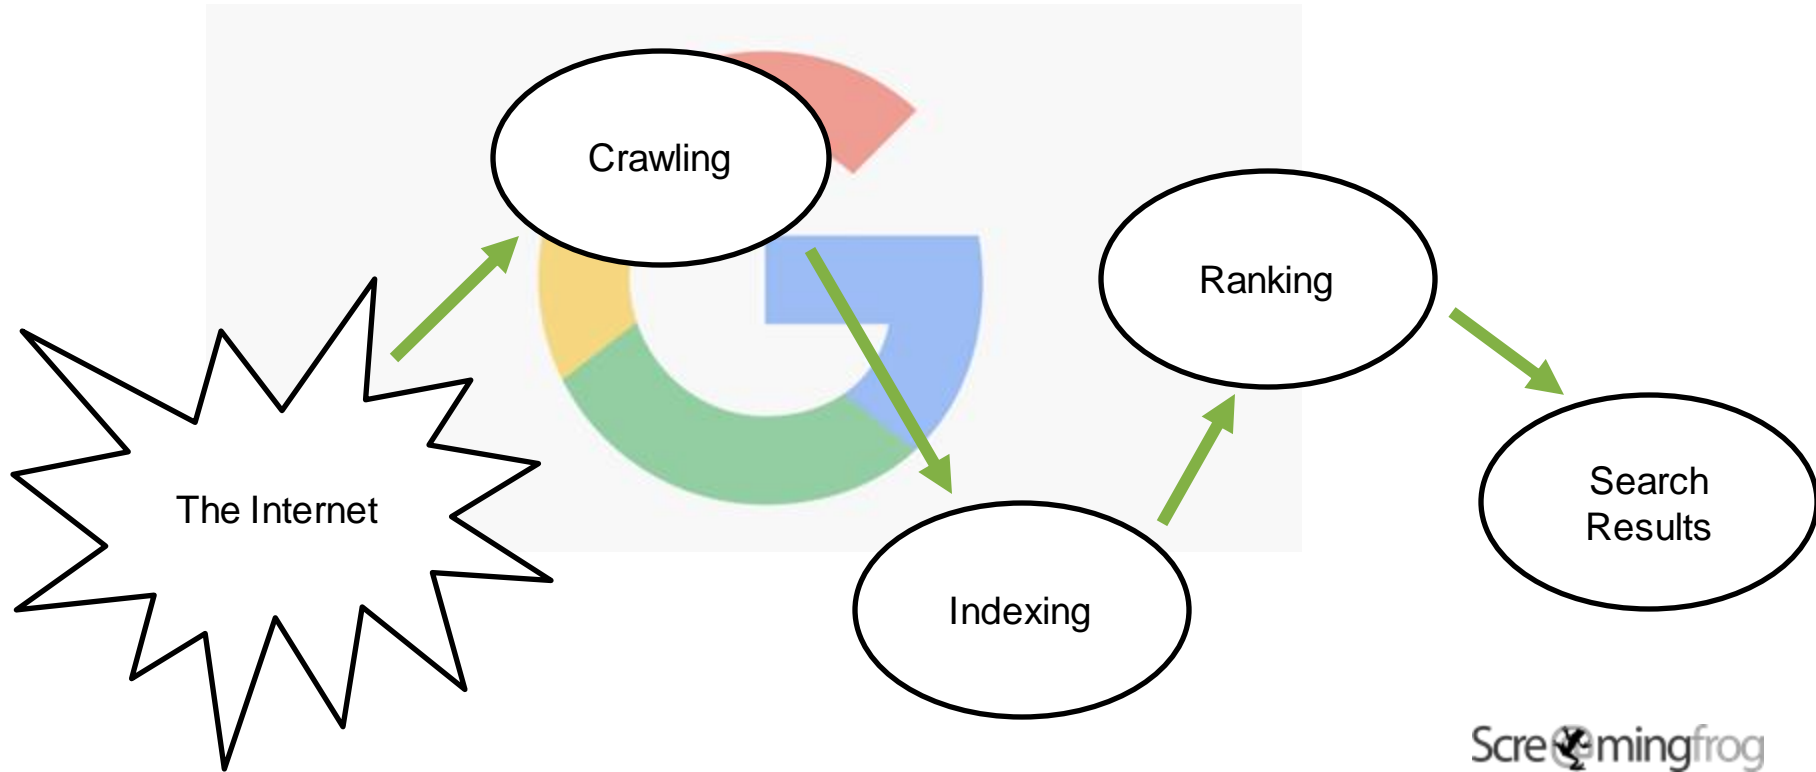 Crawling
Ranking
The Internet
Search
Results
Indexing
Screamingfrog